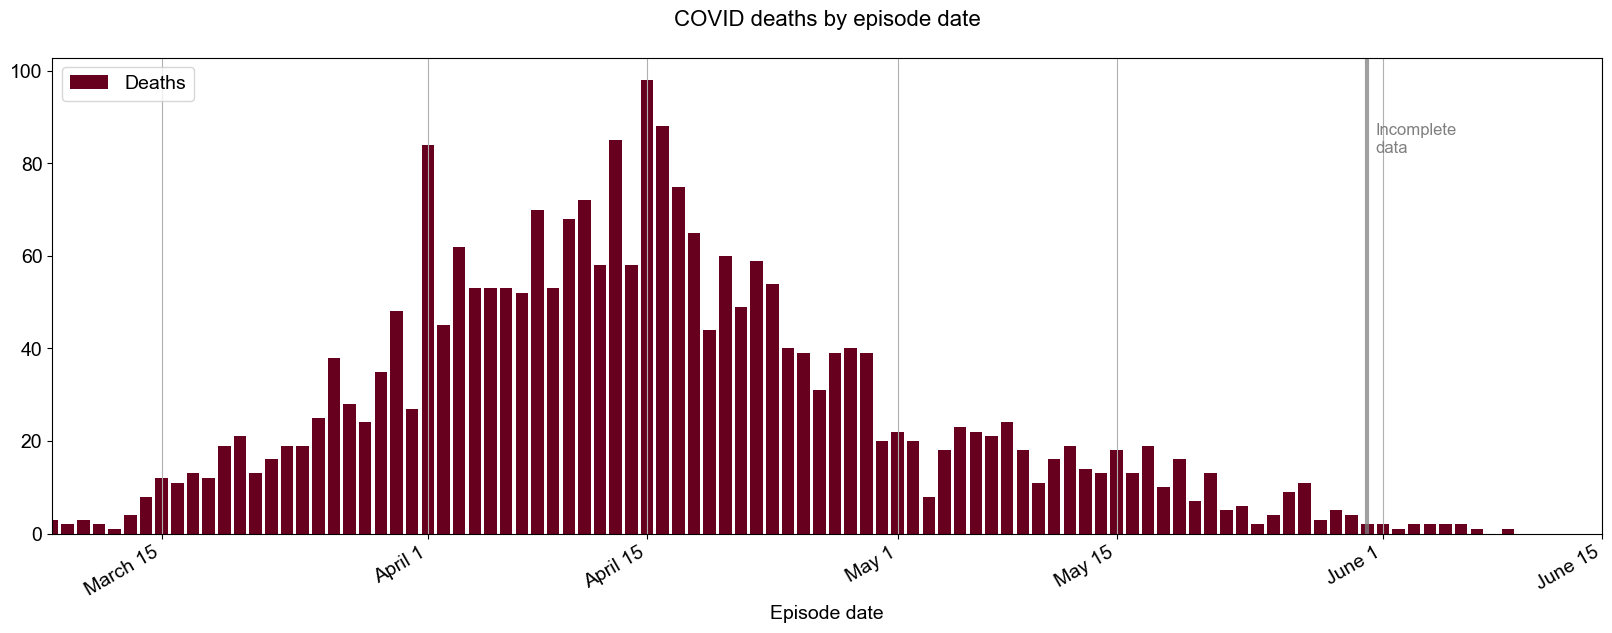 COVID deaths by episode date
100
Deaths
Incomplete
data
80
60
40
20
0
March 15
April 1
April 15
May 1
May 15
June 1
June 15
Episode date